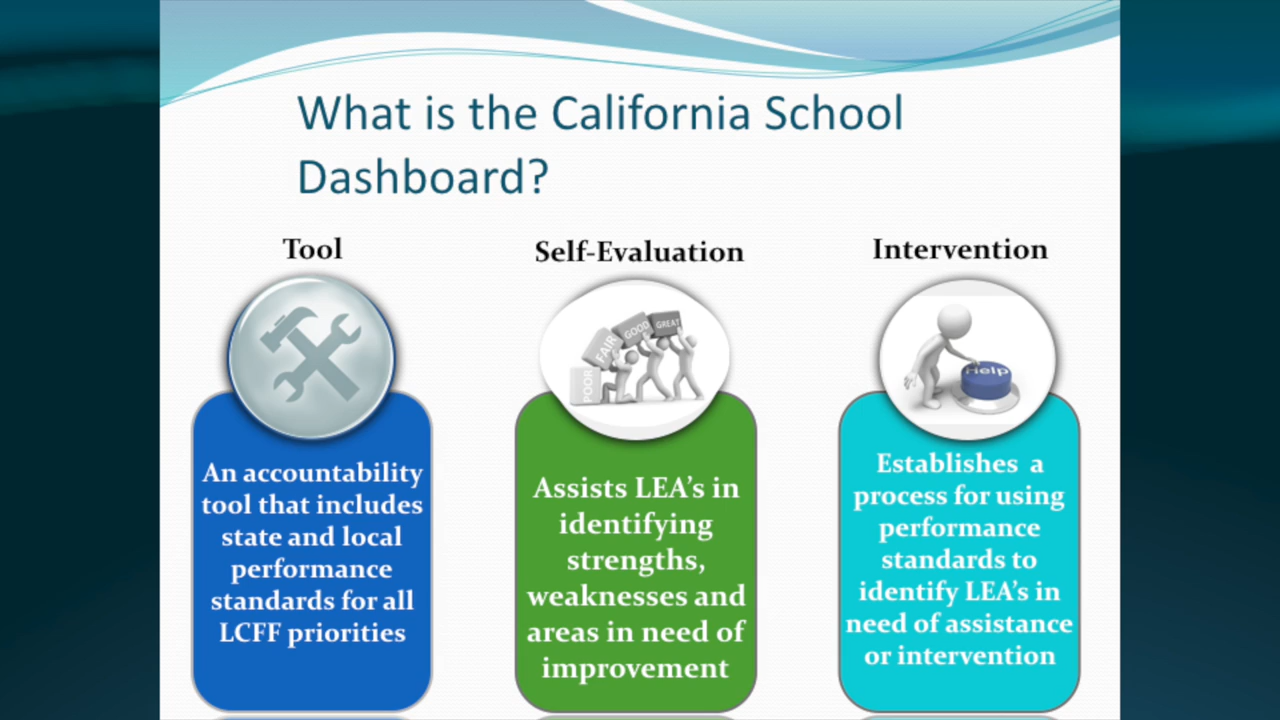 What is the California School
Dashboard?
Tool
An accountability
tool that includes
state and local
performance
standards for all
LCFF priorities
Self-Evaluation
POOR
FAIR
GOOD
GREAT
Assists LEA’s in
identifying
strengths,
weaknesses and
areas in need of
improvement
Intervention
Help
Establishes a
process for using
performance
standards to
identify LEA’s in
need of assistance
or intervention